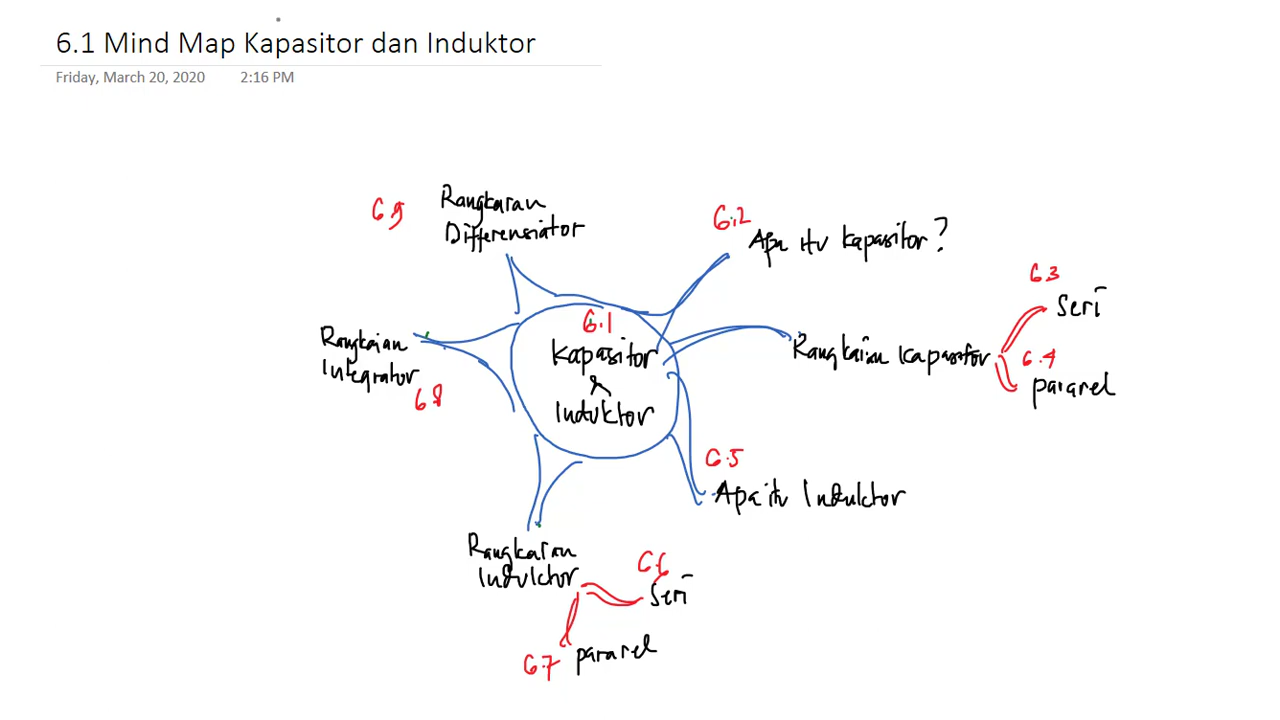 6.1 Mind Map Kapasitor dan Induktor
Friday, March 20, 2020 2:16 PM
6.9
Rangkaian
Differensiator
6.2
Apa itu kapasitor?
6.3
Seri
Rangkaian Kapasitor
6.4
pararel
6.1
Kapasitor
&
Induktor
Rangkaian
Integrator
6.8
6.5
Apa itu Induktor
Rangkaian
Induktor
6.6
Seri
6.7
pararel